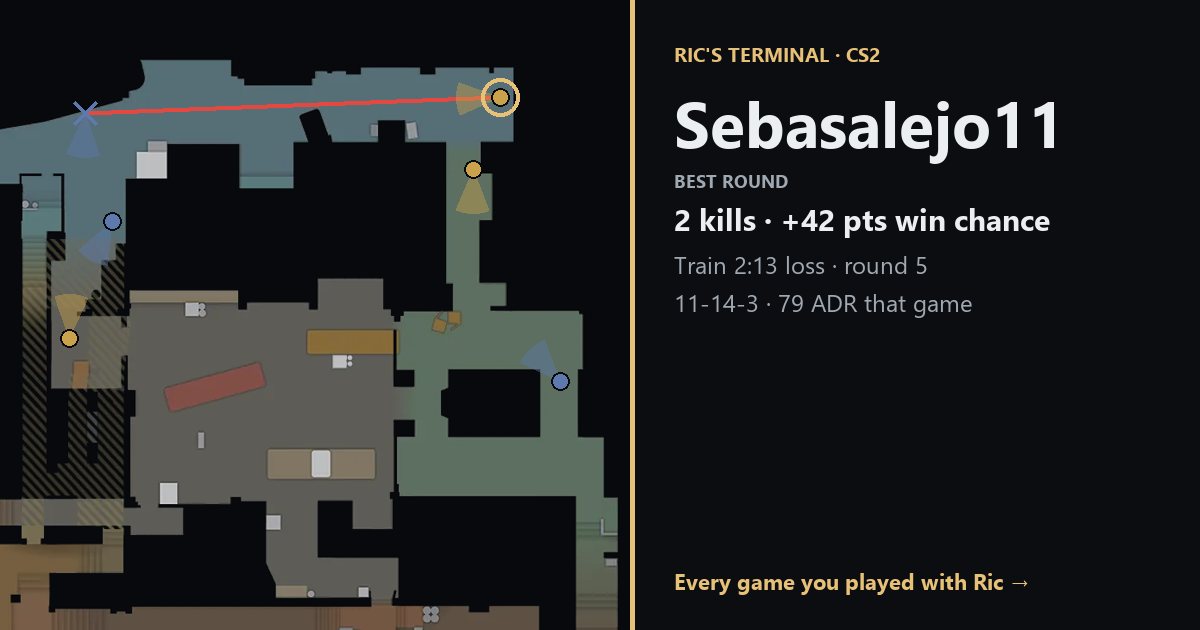 RIC'S TERMINAL · CS2
Sebasalejo11
BEST ROUND
2 kills · +42 pts win chance
Train 2:13 loss · round 5
11-14-3 · 79 ADR that game
Every game you played with Ric →